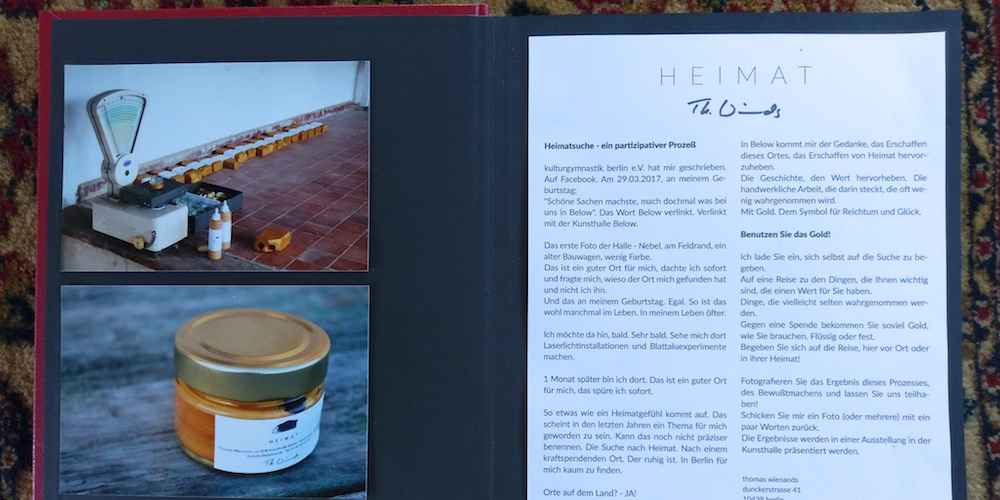 HEIMAT
Th. Wienands
Heimatsuche - ein partizipativer Prozeß
kulturgymnastik berlin e.V. hat mir geschrieben.
Auf Facebook. Am 29.03.2017, an meinem Ge-
burtstag:
"Schöne Sachen machste, mach dochmal was bei
uns in Below". Das Wort Below verlinkt. Verlinkt
mit der Kunsthalle Below.
Das erste Foto der Halle - Nebel, am Feldrand, ein
alter Bauwagen, wenig Farbe.
Das ist ein guter Ort für mich, dachte ich sofort
und fragte mich, wieso der Ort mich gefunden hat
und nicht ich ihn.
Und das an meinem Geburtstag. Egal. So ist das
wohl manchmal im Leben. In meinem Leben öfter.
Ich möchte da hin, bald. Sehr bald. Sehe mich dort
Laserlichtinstallationen und Blattaluexperimente
machen.
1 Monat später bin ich dort. Das ist ein guter Ort
für mich, das spüre ich sofort.
So etwas wie ein Heimatgefühl kommt auf. Das
scheint in den letzten Jahren ein Thema für mich
geworden zu sein. Kann das noch nicht präziser
benennen. Die Suche nach Heimat. Nach einem
kraftspendenden Ort. Der ruhig ist. In Berlin für
mich kaum zu finden.
Orte auf dem Land? - JA!
In Below kommt mir der Gedanke, das Erschaffen
dieses Ortes, das Erschaffen von Heimat hervor-
zuheben.
Die Geschichte, den Wert hervorheben. Die
handwerkliche Arbeit, die darin steckt, die oft we-
nig wahrgenommen wird.
Mit Gold. Dem Symbol für Reichtum und Glück.
Benutzen Sie das Gold!
Ich lade Sie ein, sich selbst auf die Suche zu be-
geben.
Auf eine Reise zu den Dingen, die Ihnen wichtig
sind, die einen Wert für Sie haben.
Dinge, die vielleicht selten wahrgenommen wer-
den.
Gegen eine Spende bekommen Sie soviel Gold,
wie Sie brauchen. Flüssig oder fest.
Begeben Sie sich auf die Reise, hier vor Ort oder
in ihrer Heimat!
Fotografieren Sie das Ergebnis dieses Prozesses,
des Bewußtmachens und lassen Sie uns teilha-
ben!
Schicken Sie mir ein Foto (oder mehrere) mit ein
paar Worten zurück.
Die Ergebnisse werden in einer Ausstellung in der
Kunsthalle präsentiert werden.
thomas wienands
dunckerstrasse 41
10439 berlin
HEIMAT